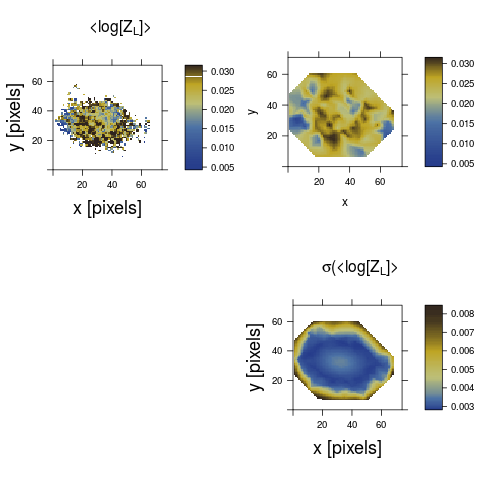 <log[Z_L]>
60
40
20
20 40 60
x [pixels]
y [pixels]
0.030
0.025
0.020
0.015
0.010
0.005
60
40
20
20 40 60
x
y
0.030
0.025
0.020
0.015
0.010
0.005
σ(<log[Z_L]>
60
40
20
20 40 60
x [pixels]
y [pixels]
0.008
0.007
0.006
0.005
0.004
0.003